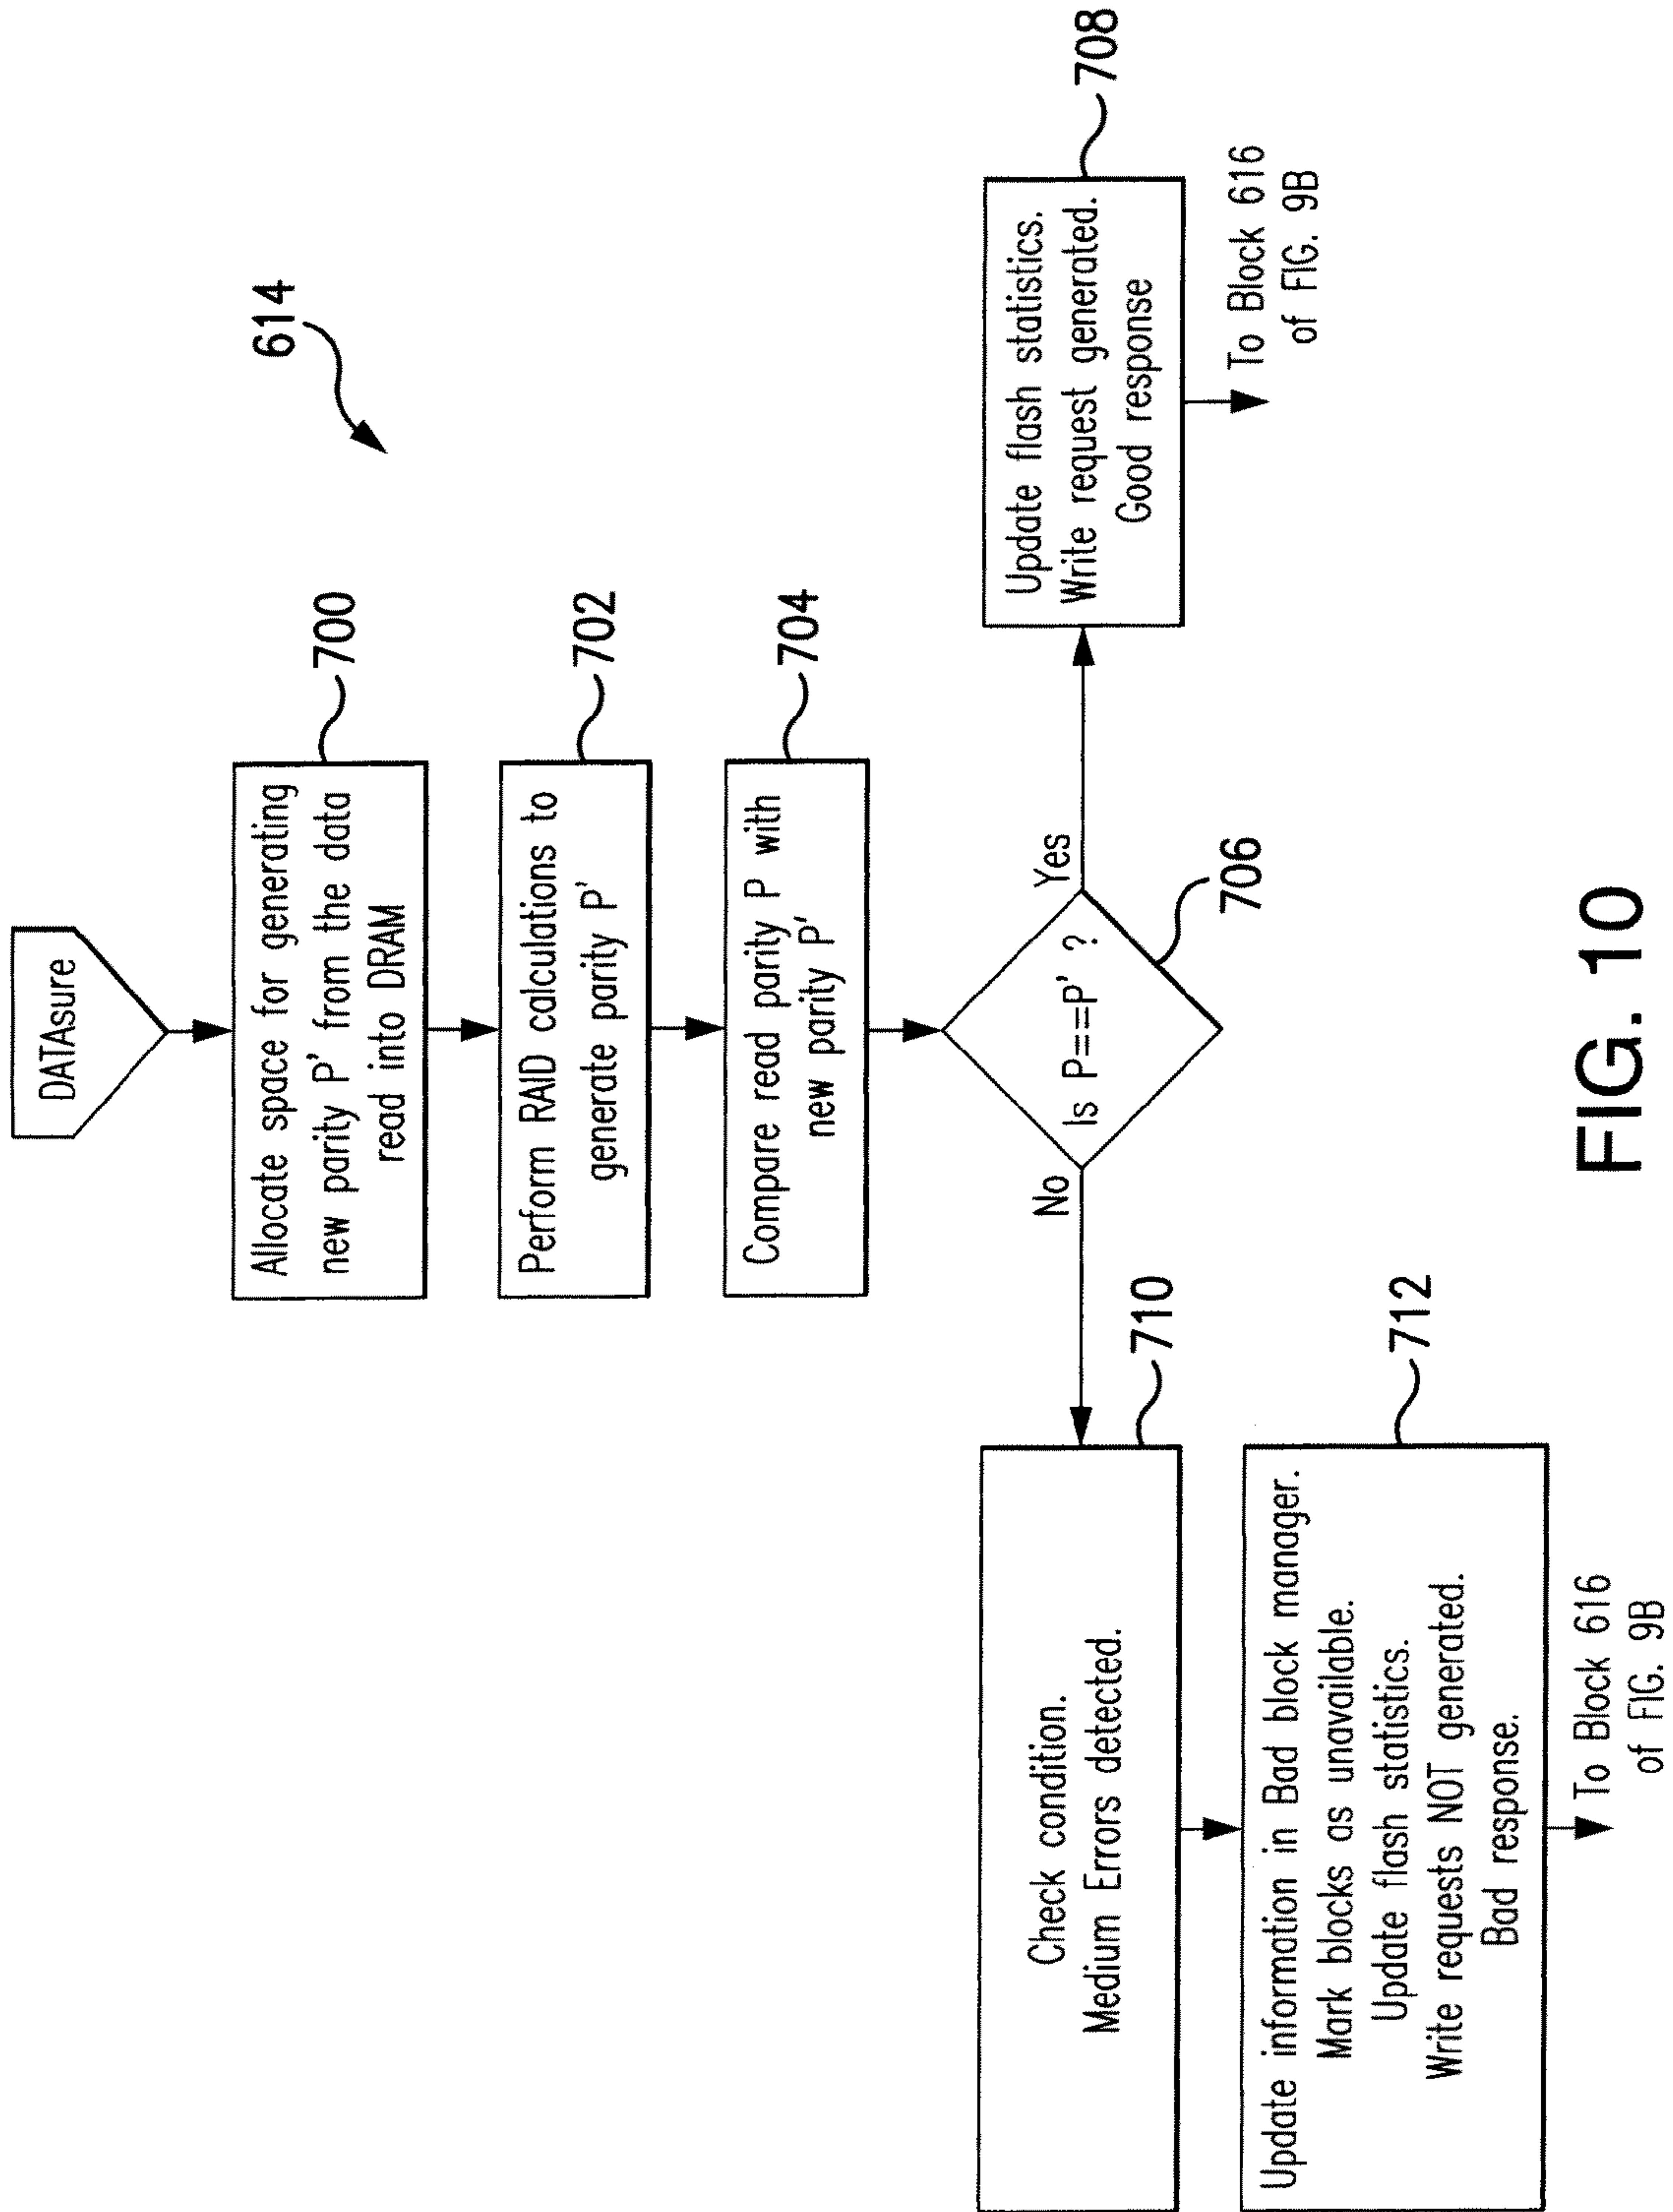 614
DATAsure
Allocate space for generating
new parity P' from the data
read into DRAM
700
Perform RAID calculations to
generate parity P'
702
Compare read parity P with
new parity P'
704
Is P==P' ?
706
Yes
No
Update flash statistics.
Write request generated.
Good response
708
To Block 616
of FIG. 9B
Check condition.
Medium Errors detected.
710
Update information in Bad block manager.
Mark blocks as unavailable.
Update flash statistics.
Write requests NOT generated.
Bad response.
712
To Block 616
of FIG. 9B
FIG. 10